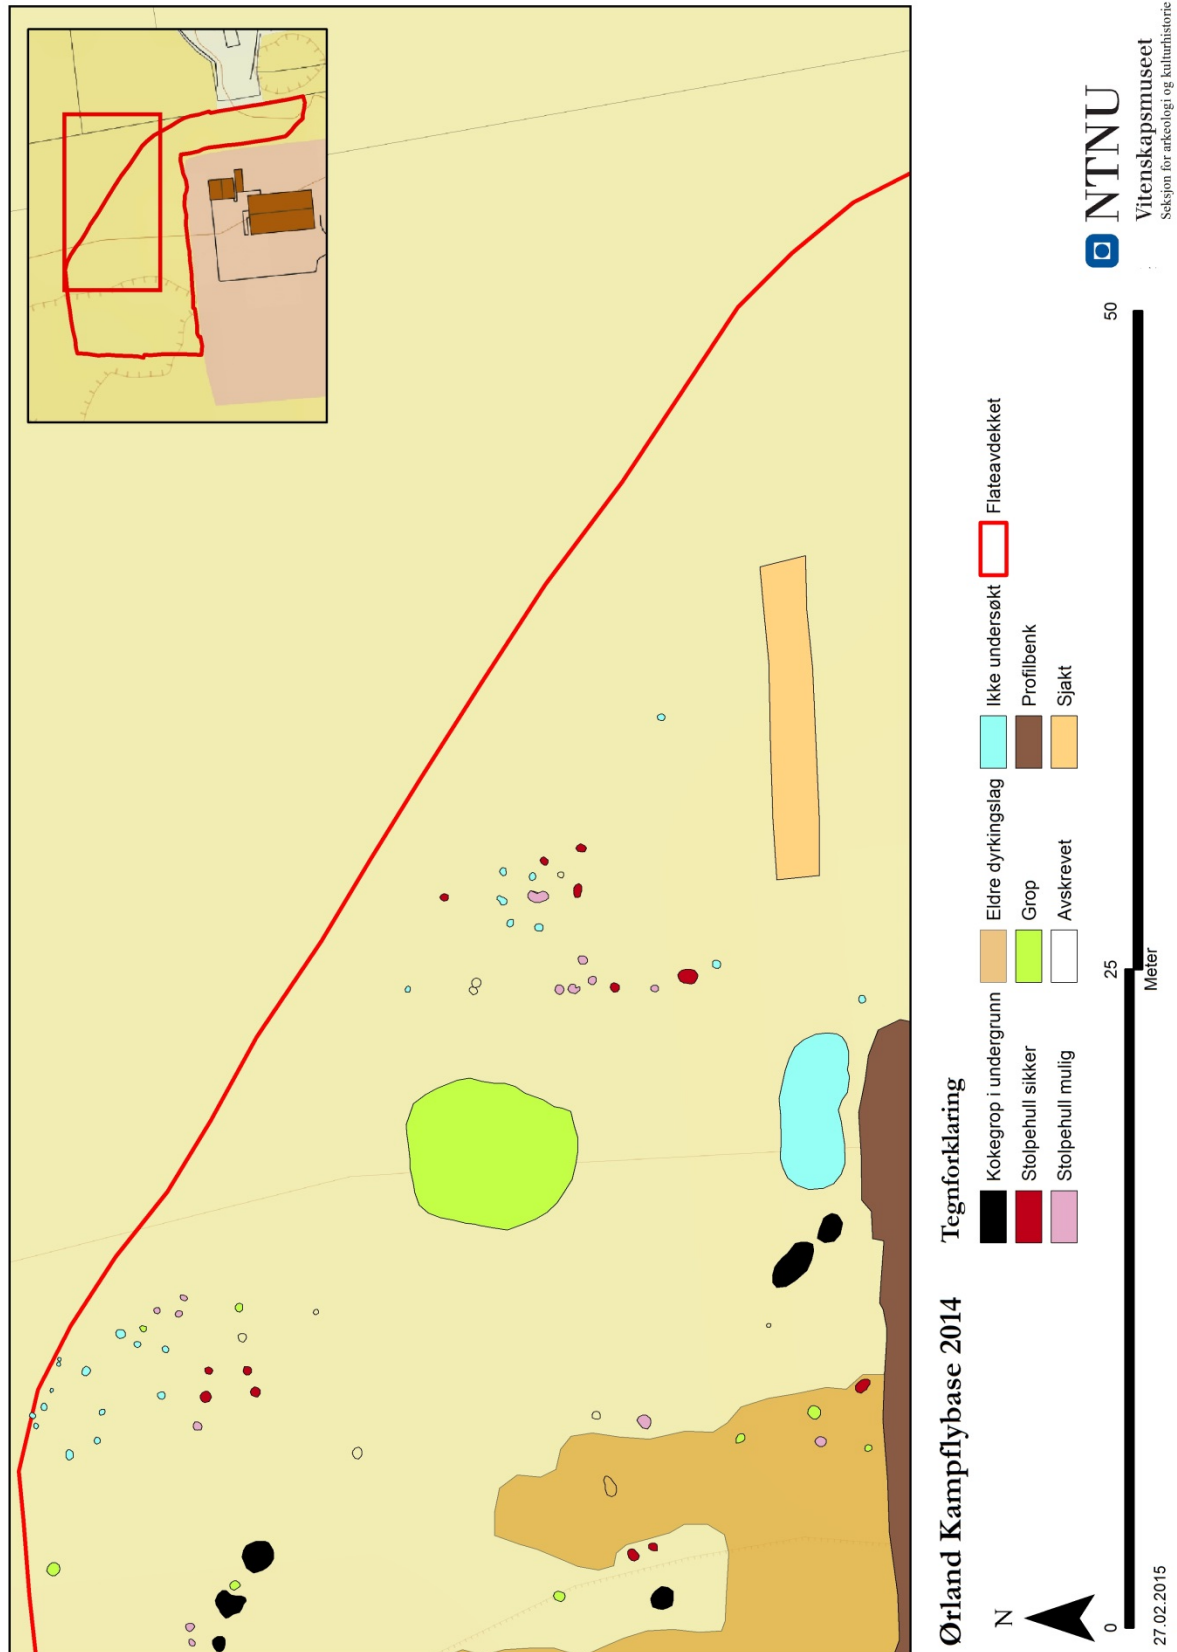 Ørland Kampflybase 2014
Tegnforklaring
Kokegrop i undergrunn
Eldre dyrkingslag
Ikke undersøkt
Flateavdekket
Stolpehull sikker
Grop
Profilbenk
Stolpehull mulig
Avskrevet
Sjakt
N
0
25
50
Meter
27.02.2015
NTNU
Vitenskapsmuseet
Seksjon for arkeologi og kulturhistorie